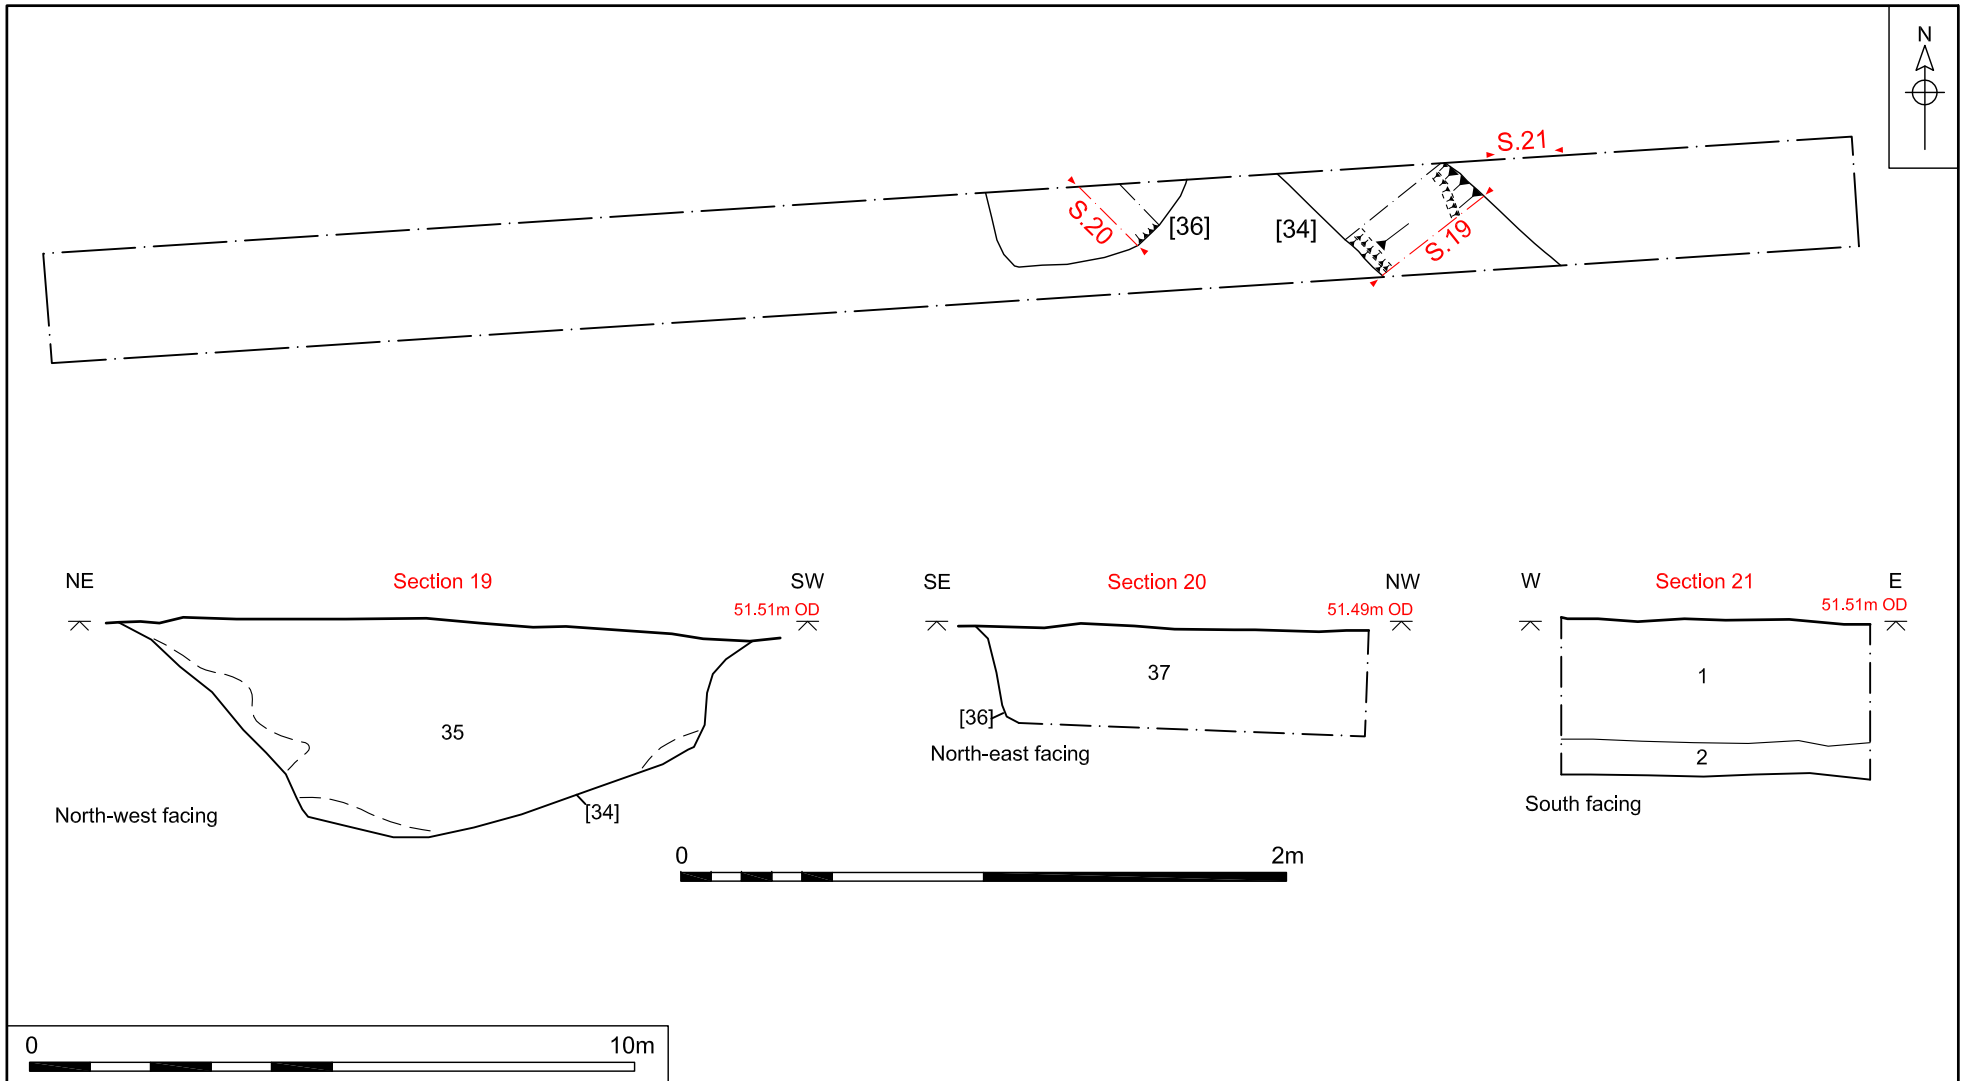 N
S.21
S.20
[36]
[34]
S.19
NE
Section 19
SW
51.51m OD
35
[34]
North-west facing
SE
Section 20
NW
51.49m OD
37
[36]
North-east facing
W
Section 21
E
51.51m OD
1
2
South facing
0
2m
0
10m